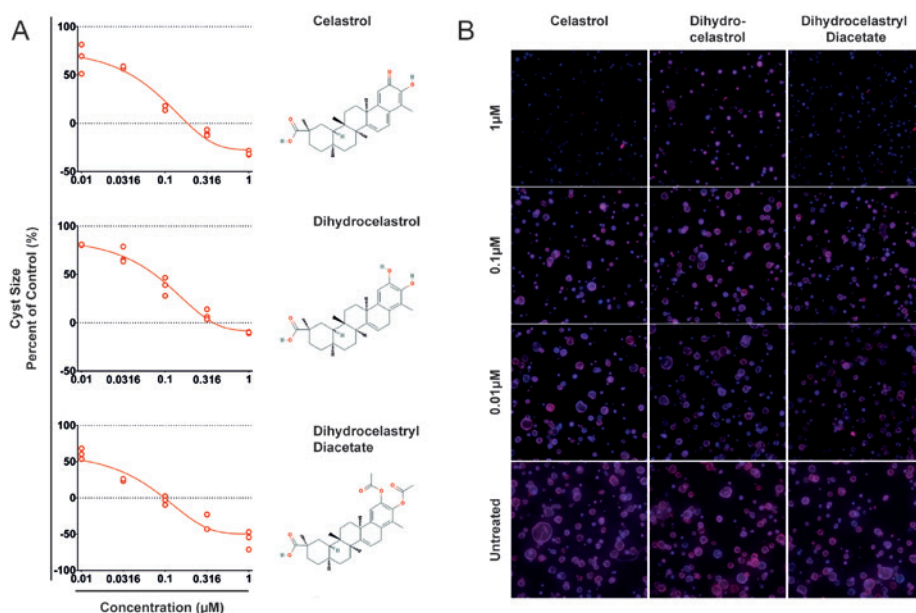 A
Celastrol
100
50
0
-50
0.01 0.0316 0.1 0.316 1
O
O
H
H
O
H
O
Dihydrocelastrol
100
50
0
-50
0.01 0.0316 0.1 0.316 1
H
O
H
O
H
O
H
O
Dihydrocelastryl
Diacetate
100
50
0
-50
-100
0.01 0.0316 0.1 0.316 1
O
O
O
O
H
O
H
O
Cyst Size
Percent of Control (%)
Concentration (µM)
B
Celastrol
Dihydro-
celastrol
Dihydrocelastryl
Diacetate
1µM
0.1µM
0.01µM
Untreated